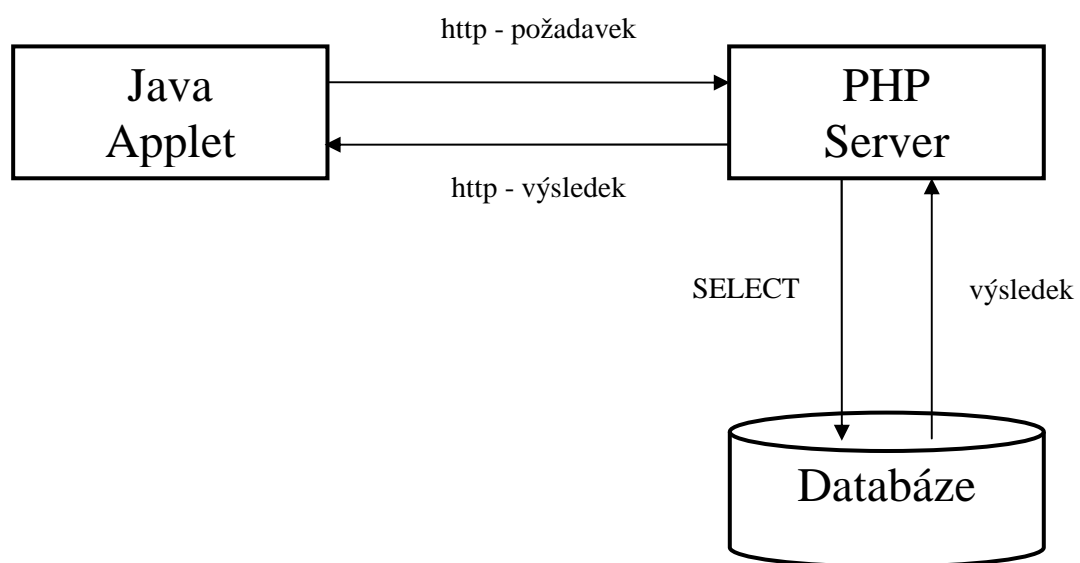 http - požadavek
Java
Applet
PHP
Server
http - výsledek
SELECT
výsledek
Databáze